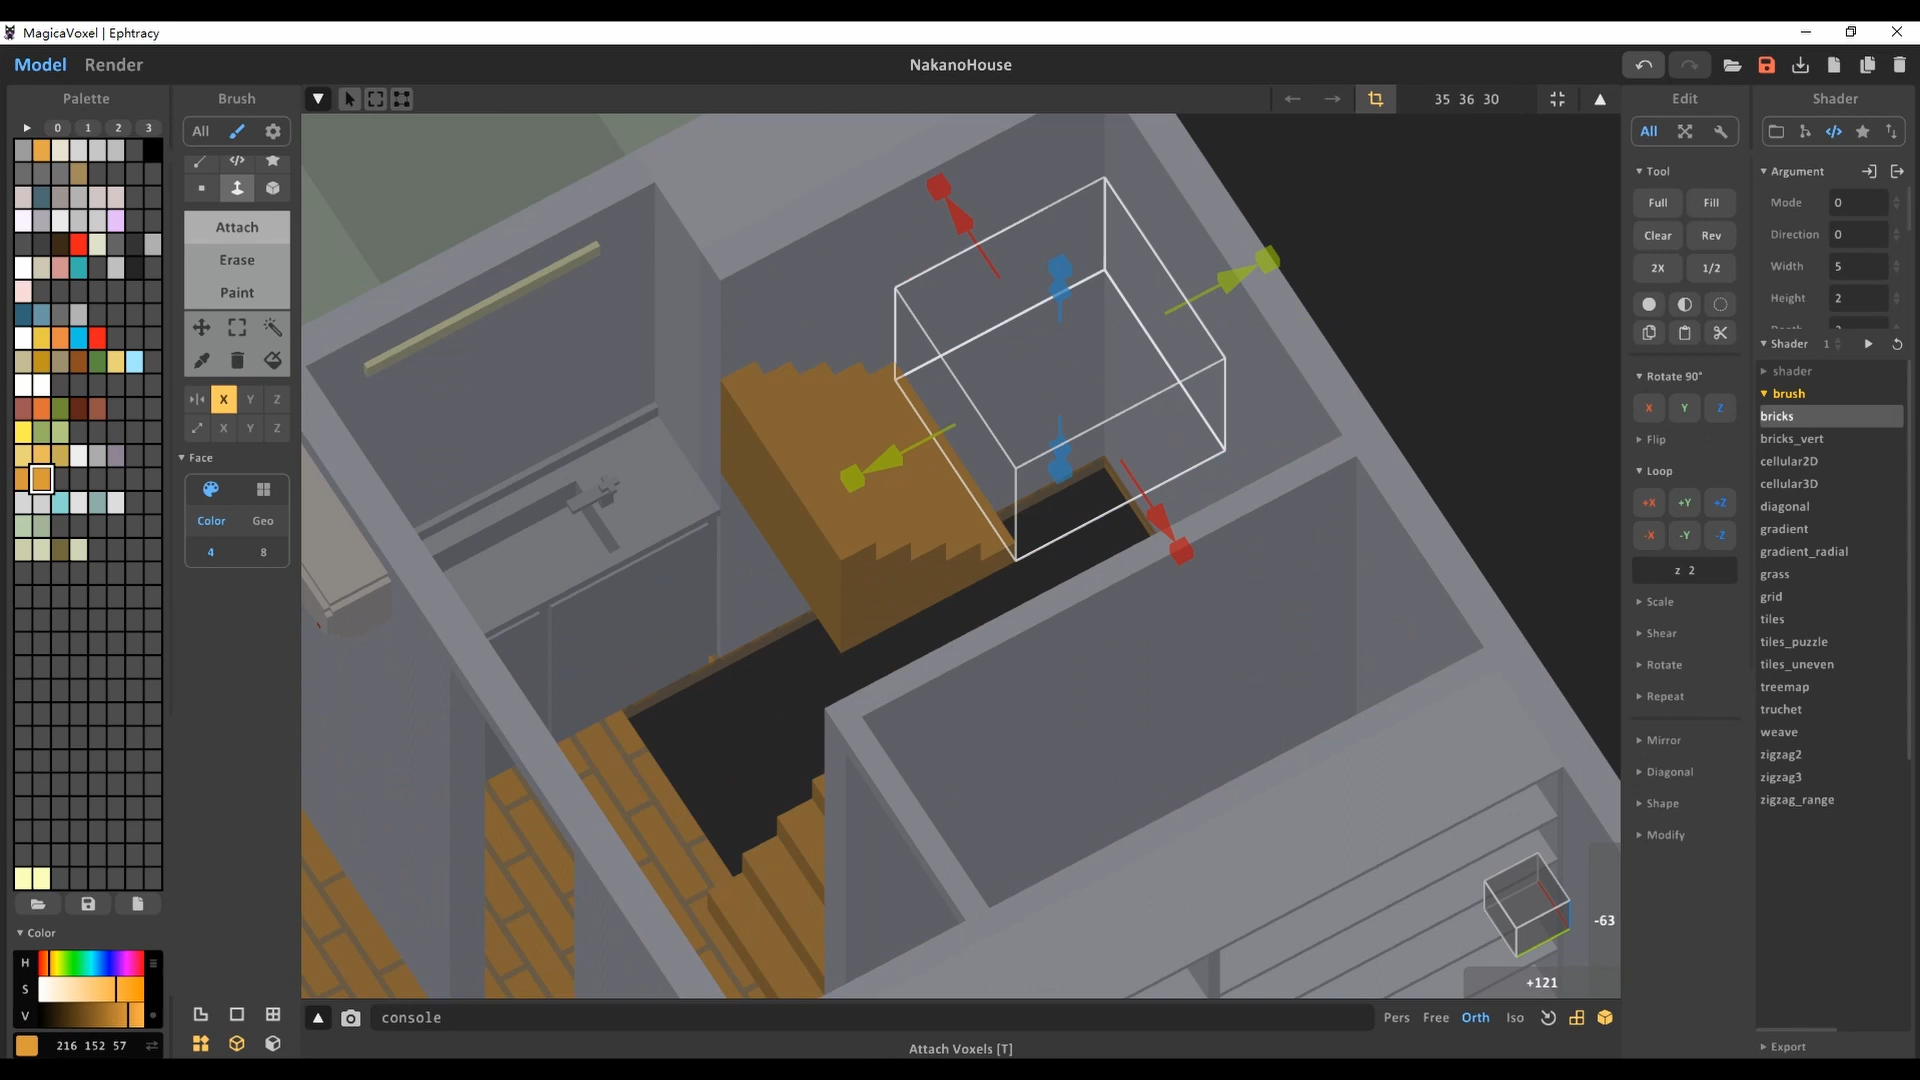 MagicaVoxel | Ephtracy
Model Render
NakanoHouse
Palette
0 1 2 3
Color
H
S
V
216 152 57
Brush
All
Attach
Erase
Paint
X Y Z
X Y Z
Face
Color Geo
4 8
35 36 30
-63
+121
console
Pers Free Orth Iso
Attach Voxels [T]
Edit
All
Tool
Full Fill
Clear Rev
2X 1/2
Rotate 90°
X Y Z
Flip
Loop
+X +Y +Z
-X -Y -Z
z 2
Scale
Shear
Rotate
Repeat
Mirror
Diagonal
Shape
Modify
Shader
Argument
Mode 0
Direction 0
Width 5
Height 2
Shader 1
shader
brush
bricks
bricks_vert
cellular2D
cellular3D
diagonal
gradient
gradient_radial
grass
grid
tiles
tiles_puzzle
tiles_uneven
treemap
truchet
weave
zigzag2
zigzag3
zigzag_range
Export